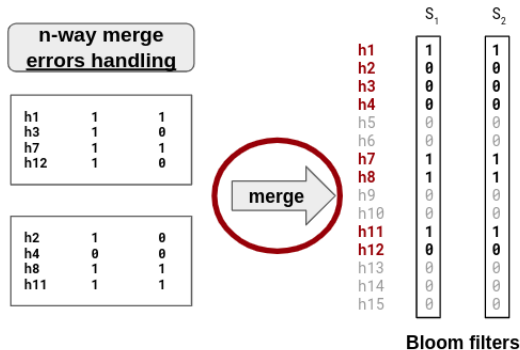 n-way merge
errors handling
h1 1 1
h3 1 0
h7 1 1
h12 1 0
h2 1 0
h4 0 0
h8 1 1
h11 1 1
merge
S1 S2
h1 1 1
h2 0 0
h3 0 0
h4 0 0
h5 0 0
h6 0 0
h7 1 1
h8 1 1
h9 0 0
h10 0 0
h11 1 1
h12 0 0
h13 0 0
h14 0 0
h15 0 0
Bloom filters